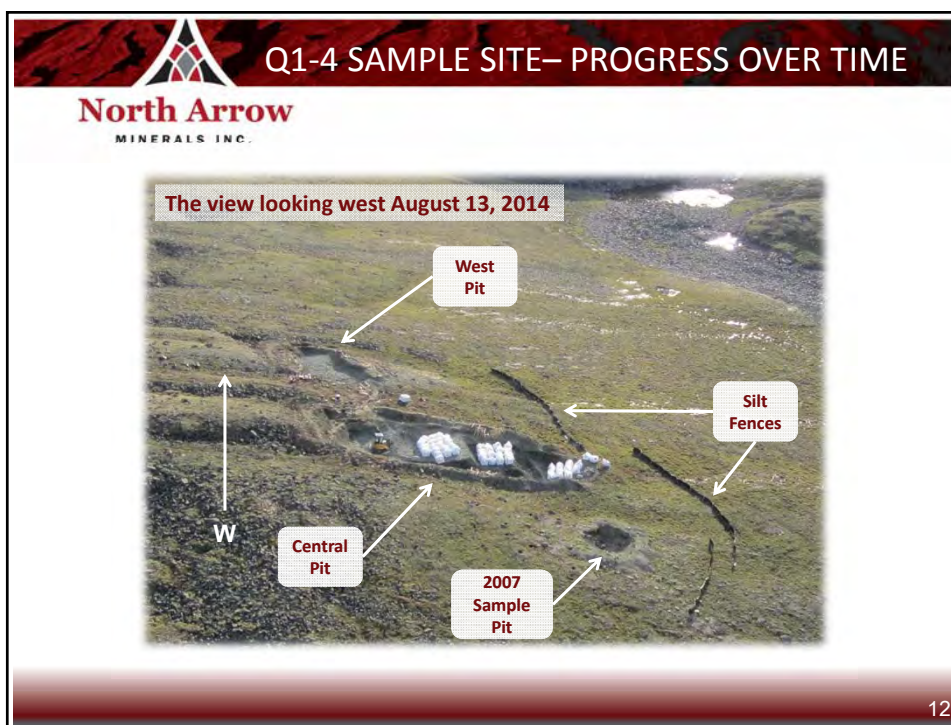 Q1-4 SAMPLE SITE– PROGRESS OVER TIME
North Arrow
MINERALS INC.
The view looking west August 13, 2014
West
Pit
Silt
Fences
W
Central
Pit
2007
Sample
Pit
12